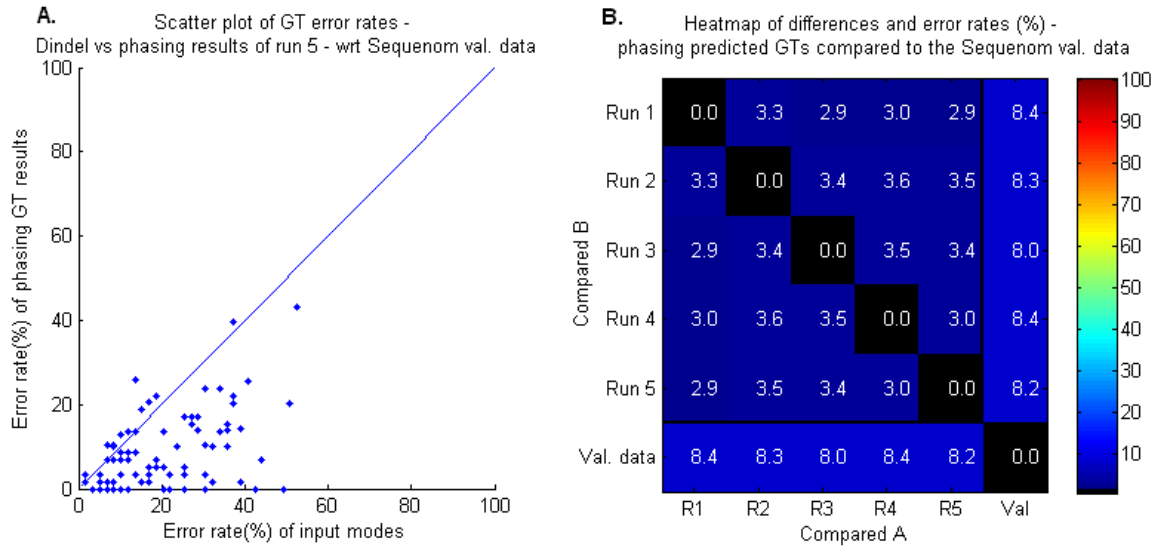 A.
Scatter plot of GT error rates -
Dindel vs phasing results of run 5 - wrt Sequenom val. data
Error rate(%) of phasing GT results
100
80
60
40
20
0
0 20 40 60 80 100
Error rate(%) of input modes
B.
Heatmap of differences and error rates (%) -
phasing predicted GTs compared to the Sequenom val. data
Compared B
Run 1 0.0 3.3 2.9 3.0 2.9 8.4
Run 2 3.3 0.0 3.4 3.6 3.5 8.3
Run 3 2.9 3.4 0.0 3.5 3.4 8.0
Run 4 3.0 3.6 3.5 0.0 3.0 8.4
Run 5 2.9 3.5 3.4 3.0 0.0 8.2
Val. data 8.4 8.3 8.0 8.4 8.2 0.0
R1 R2 R3 R4 R5 Val
Compared A
100
90
80
70
60
50
40
30
20
10
0